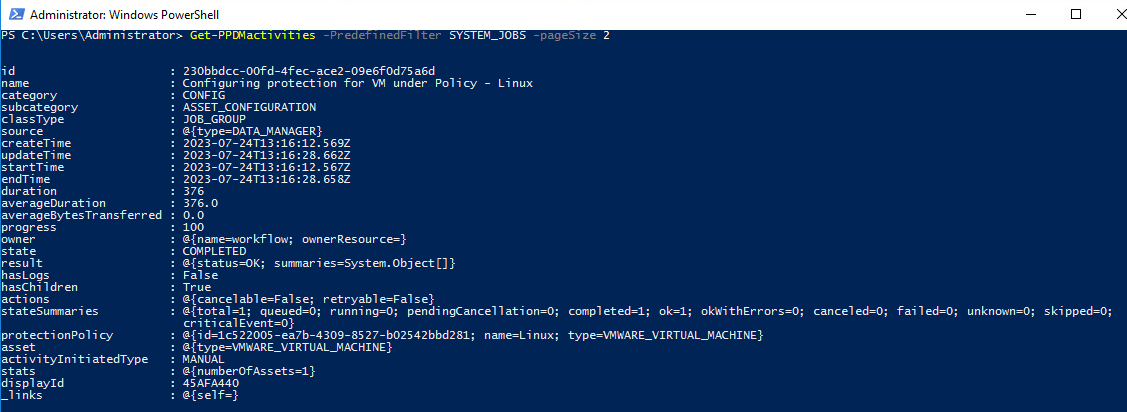 Administrator: Windows PowerShell
PS C:\Users\Administrator> Get-PPDMactivities -PredefinedFilter SYSTEM_JOBS -pageSize 2
id : 230bbdcc-00fd-4fec-ace2-09e6f0d75a6d
name : Configuring protection for VM under Policy - Linux
category : CONFIG
subcategory : ASSET_CONFIGURATION
classType : JOB_GROUP
source : @{type=DATA_MANAGER}
createTime : 2023-07-24T13:16:12.569Z
updateTime : 2023-07-24T13:16:28.662Z
startTime : 2023-07-24T13:16:12.567Z
endTime : 2023-07-24T13:16:28.658Z
duration : 376
averageDuration : 376.0
averageBytesTransferred : 0.0
progress : 100
owner : @{name=workflow; ownerResource=}
state : COMPLETED
result : @{status=OK; summaries=System.Object[]}
hasLogs : False
hasChildren : True
actions : @{cancelable=False; retryable=False}
stateSummaries : @{total=1; queued=0; running=0; pendingCancellation=0; completed=1; ok=1; okWithErrors=0; canceled=0; failed=0; unknown=0; skipped=0;
criticalEvent=0}
protectionPolicy : @{id=1c522005-ea7b-4309-8527-b02542bbd281; name=Linux; type=VMWARE_VIRTUAL_MACHINE}
asset : @{type=VMWARE_VIRTUAL_MACHINE}
activityInitiatedType : MANUAL
stats : @{numberOfAssets=1}
displayId : 45AFA440
_links : @{self=}